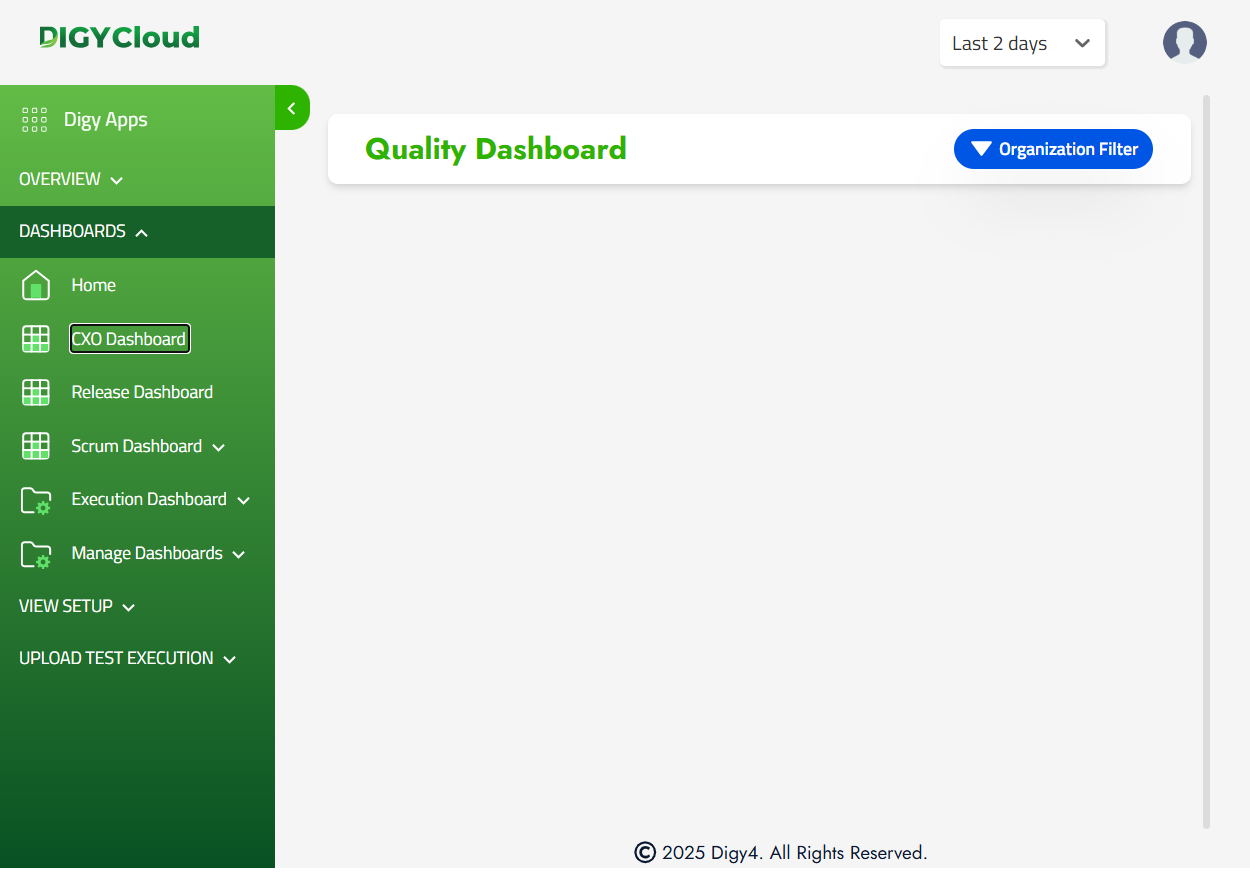 DIGYCloud
Last 2 days
Digy Apps
OVERVIEW
DASHBOARDS
Home
CXO Dashboard
Release Dashboard
Scrum Dashboard
Execution Dashboard
Manage Dashboards
VIEW SETUP
UPLOAD TEST EXECUTION
Quality Dashboard
Organization Filter
© 2025 Digy4. All Rights Reserved.